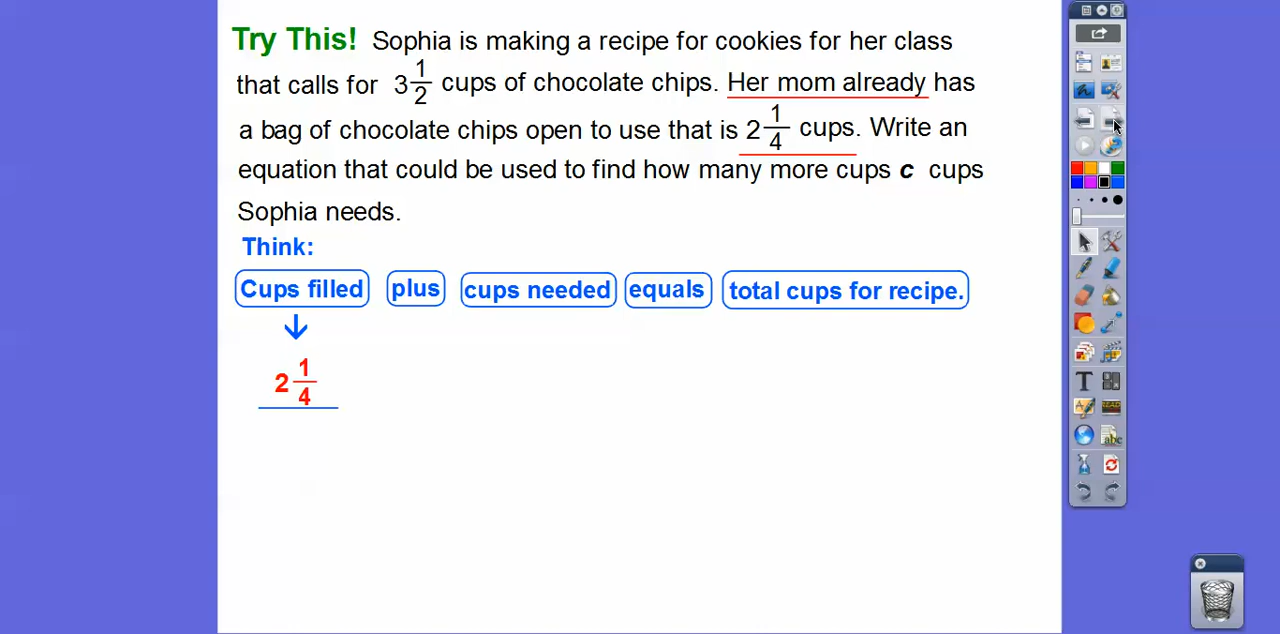 Try This! Sophia is making a recipe for cookies for her class
that calls for 3 1/2 cups of chocolate chips. Her mom already has
a bag of chocolate chips open to use that is 2 1/4 cups. Write an
equation that could be used to find how many more cups c cups
Sophia needs.
Think:
Cups filled plus cups needed equals total cups for recipe.
2 1/4